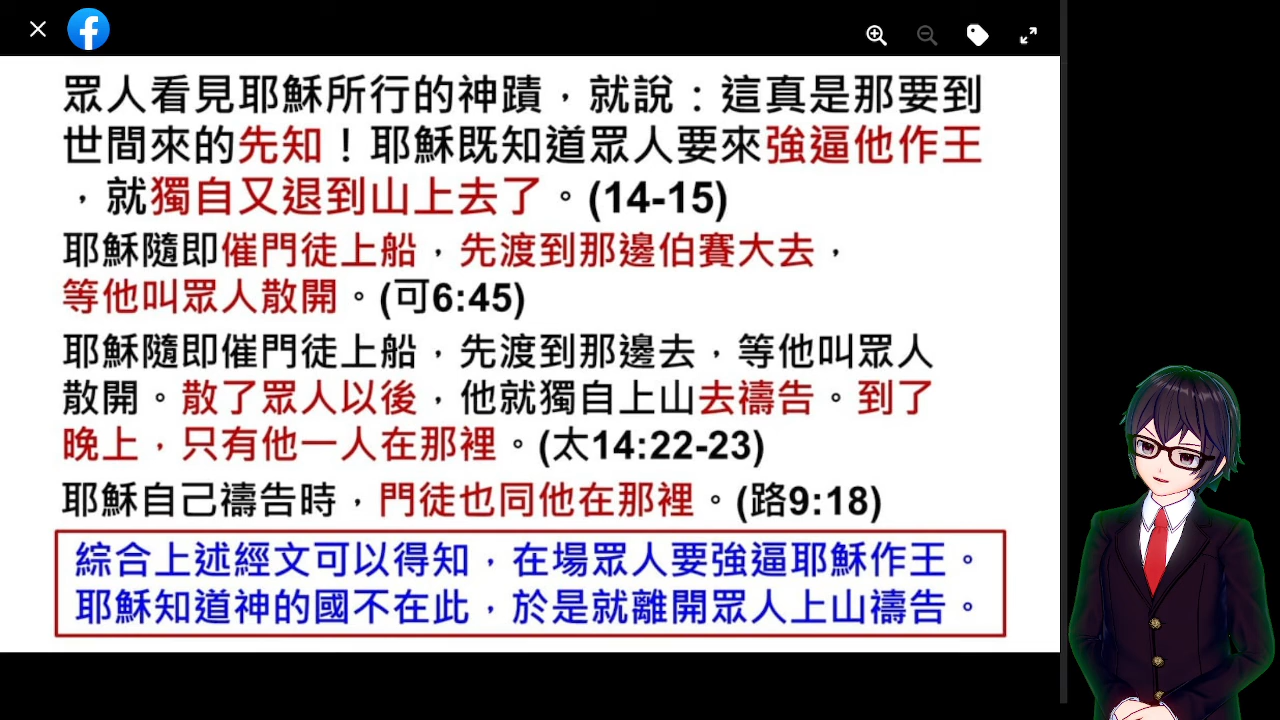 眾人看見耶穌所行的神蹟，就說：這真是那要到
世間來的先知！耶穌既知道眾人要來強逼他作王
，就獨自又退到山上去了。(14-15)
耶穌隨即催門徒上船，先渡到那邊伯賽大去，
等他叫眾人散開。(可6:45)
耶穌隨即催門徒上船，先渡到那邊去，等他叫眾人
散開。散了眾人以後，他就獨自上山去禱告。到了
晚上，只有他一人在那裡。(太14:22-23)
耶穌自己禱告時，門徒也同他在那裡。(路9:18)
綜合上述經文可以得知，在場眾人要強逼耶穌作王。
耶穌知道神的國不在此，於是就離開眾人上山禱告。